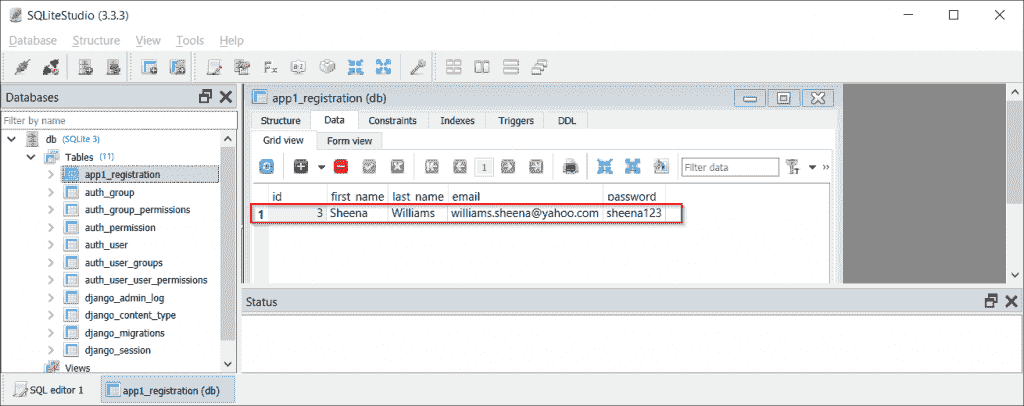 SQLiteStudio (3.3.3)
Database Structure View Tools Help
Databases
Filter by name
db (SQLite 3)
Tables (11)
app1_registration
auth_group
auth_group_permissions
auth_permission
auth_user
auth_user_groups
auth_user_user_permissions
django_admin_log
django_content_type
django_migrations
django_session
Views
app1_registration (db)
Structure Data Constraints Indexes Triggers DDL
Grid view Form view
1 Filter data
id first_name last_name email password
1 3 Sheena Williams williams.sheena@yahoo.com sheena123
Status
SQL editor 1 app1_registration (db)